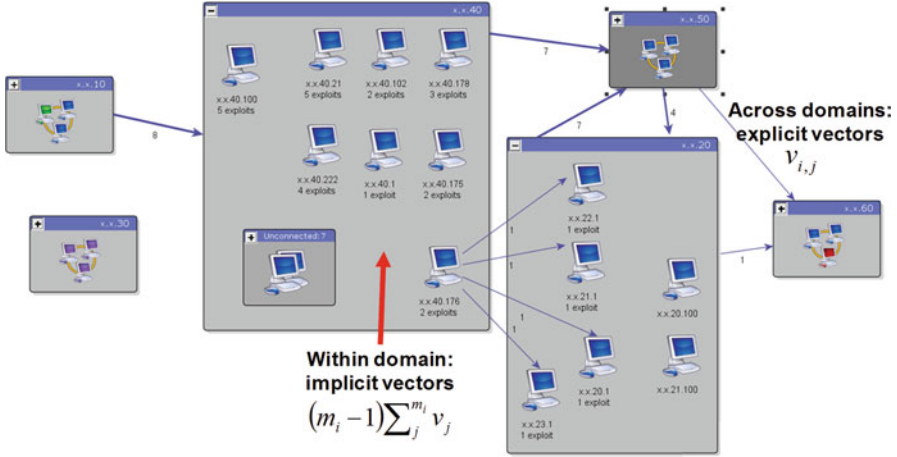 x.x.10
8
x.x.30
x.x.40
x.x.40.100
5 exploits
x.x.40.21
5 exploits
x.x.40.102
2 exploits
x.x.40.178
3 exploits
x.x.40.222
4 exploits
x.x.40.1
1 exploit
x.x.40.175
2 exploits
Unconnected:7
x.x.40.176
2 exploits
1
1
1
1
7
x.x.50
7
4
x.x.20
x.x.22.1
1 exploit
x.x.21.1
1 exploit
x.x.20.100
x.x.20.1
1 exploit
x.x.21.100
x.x.23.1
1 exploit
Across domains:
explicit vectors
v_{i,j}
x.x.60
1
Within domain:
implicit vectors
(m_i − 1)∑_j^{m_i} v_j